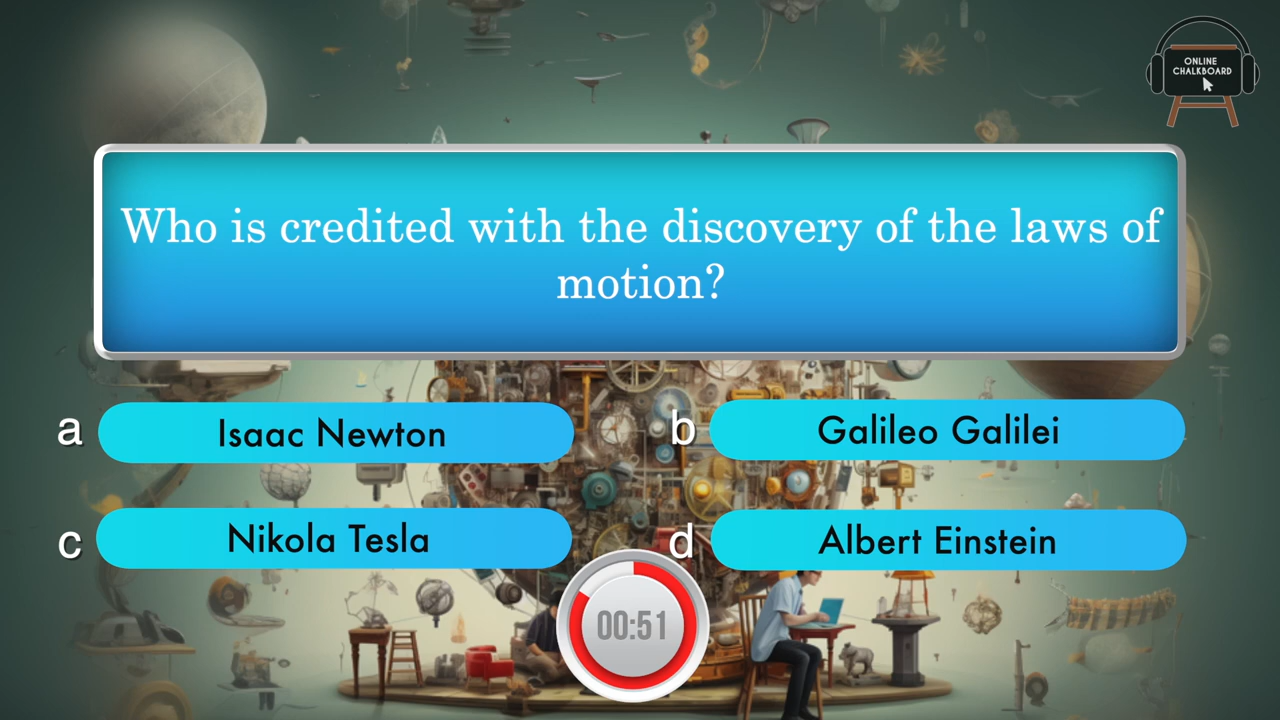 ONLINE
CHALKBOARD
Who is credited with the discovery of the laws of
motion?
a Isaac Newton
b Galileo Galilei
c Nikola Tesla
d Albert Einstein
00:51